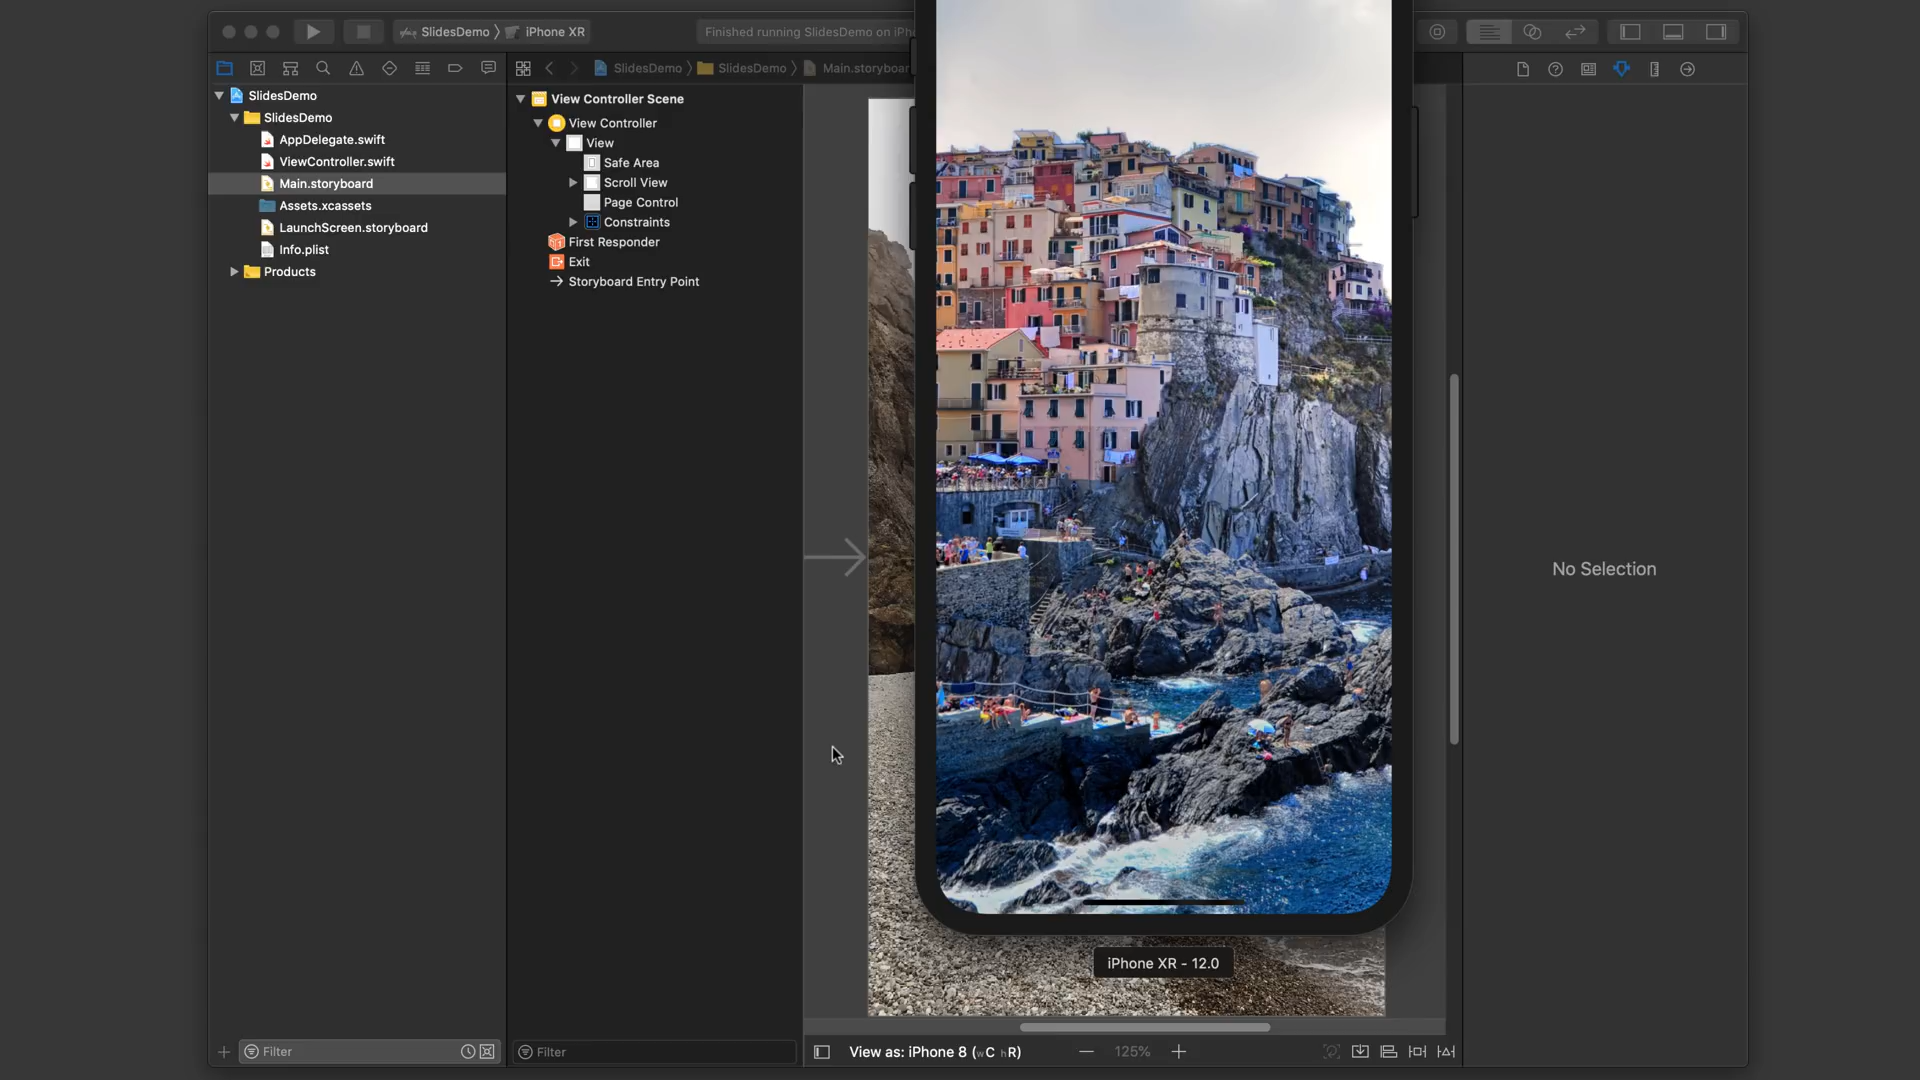 SlidesDemo
iPhone XR
Finished running SlidesDemo on iPh
SlidesDemo
SlidesDemo
Main.storyboar
SlidesDemo
SlidesDemo
AppDelegate.swift
ViewController.swift
Main.storyboard
Assets.xcassets
LaunchScreen.storyboard
Info.plist
Products
View Controller Scene
View Controller
View
Safe Area
Scroll View
Page Control
Constraints
First Responder
Exit
Storyboard Entry Point
No Selection
iPhone XR - 12.0
Filter
Filter
View as: iPhone 8 (wC hR)
125%